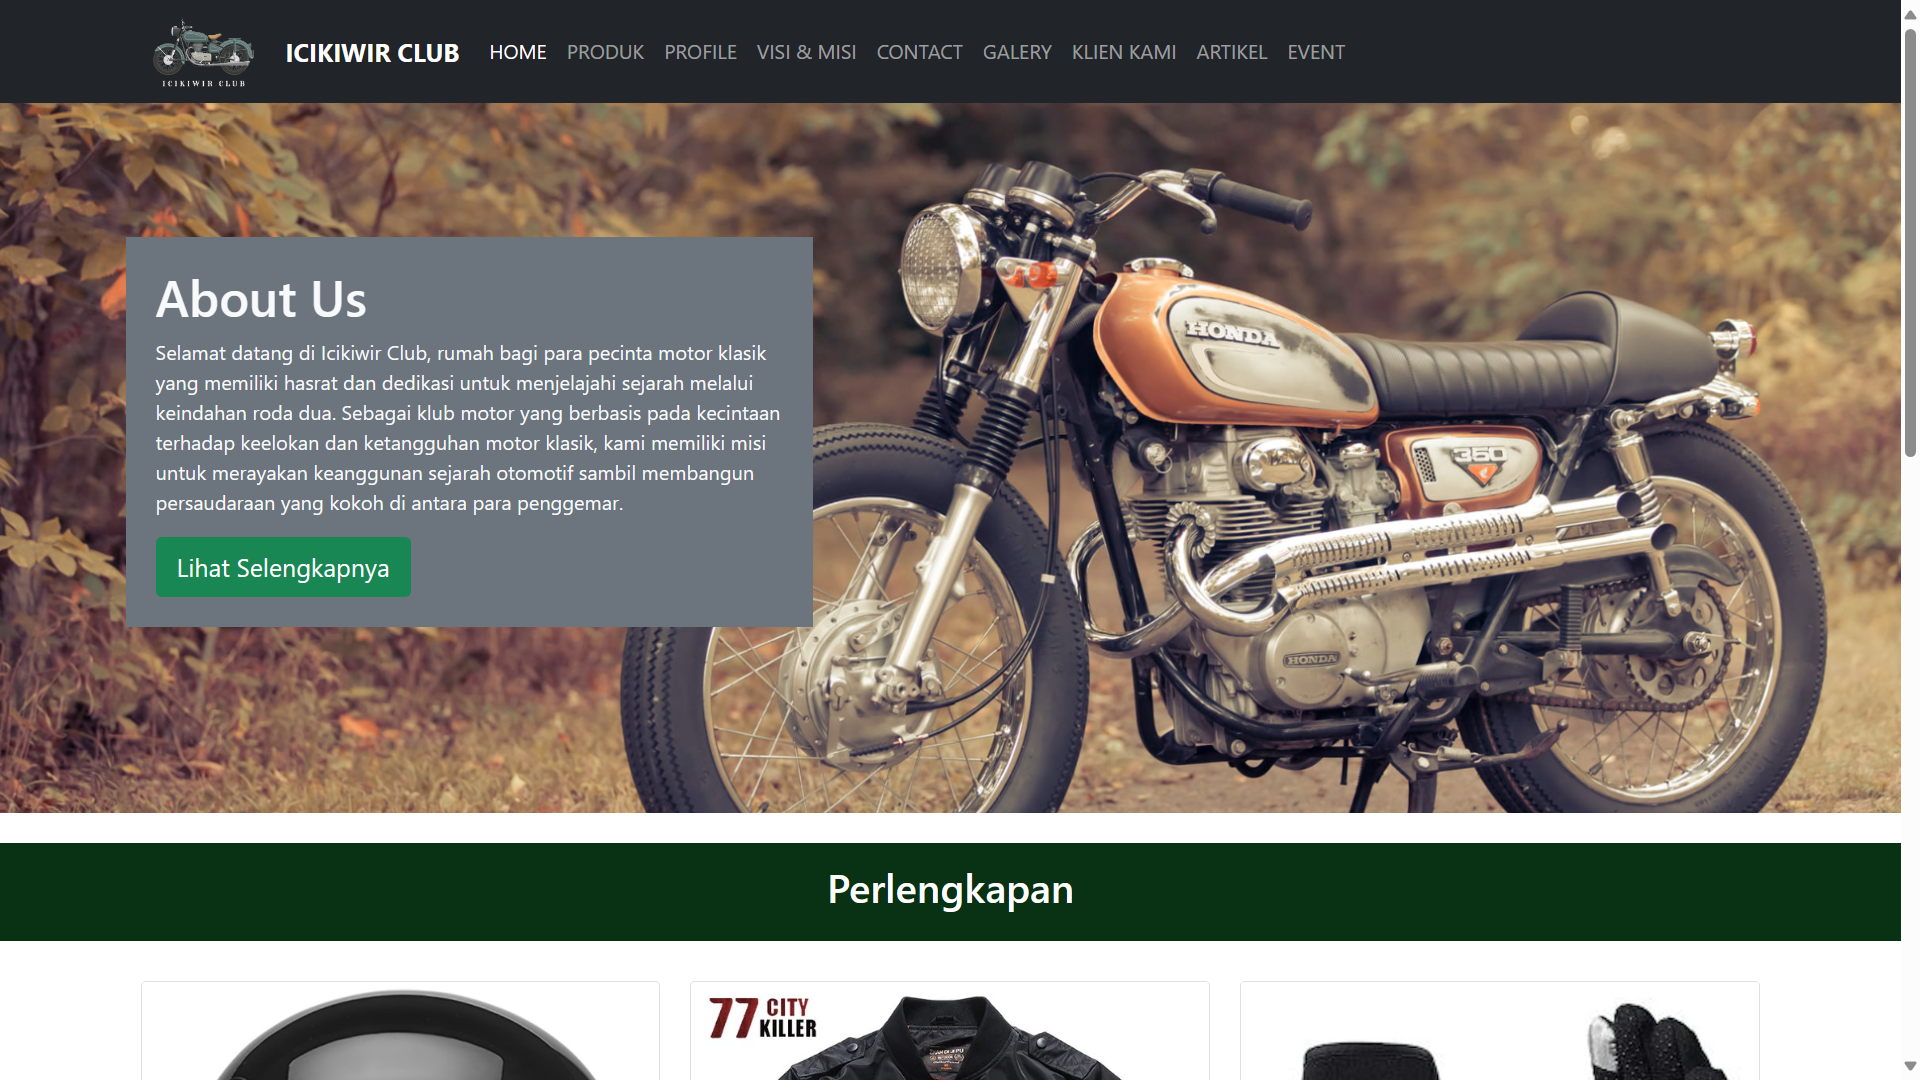 ICIKIWIR CLUB
ICIKIWIR CLUB HOME PRODUK PROFILE VISI & MISI CONTACT GALERY KLIEN KAMI ARTIKEL EVENT
About Us
Selamat datang di Icikiwir Club, rumah bagi para pecinta motor klasik
yang memiliki hasrat dan dedikasi untuk menjelajahi sejarah melalui
keindahan roda dua. Sebagai klub motor yang berbasis pada kecintaan
terhadap keelokan dan ketangguhan motor klasik, kami memiliki misi
untuk merayakan keanggunan sejarah otomotif sambil membangun
persaudaraan yang kokoh di antara para penggemar.
Lihat Selengkapnya
HONDA
350
HONDA
Perlengkapan
77 CITY
KILLER